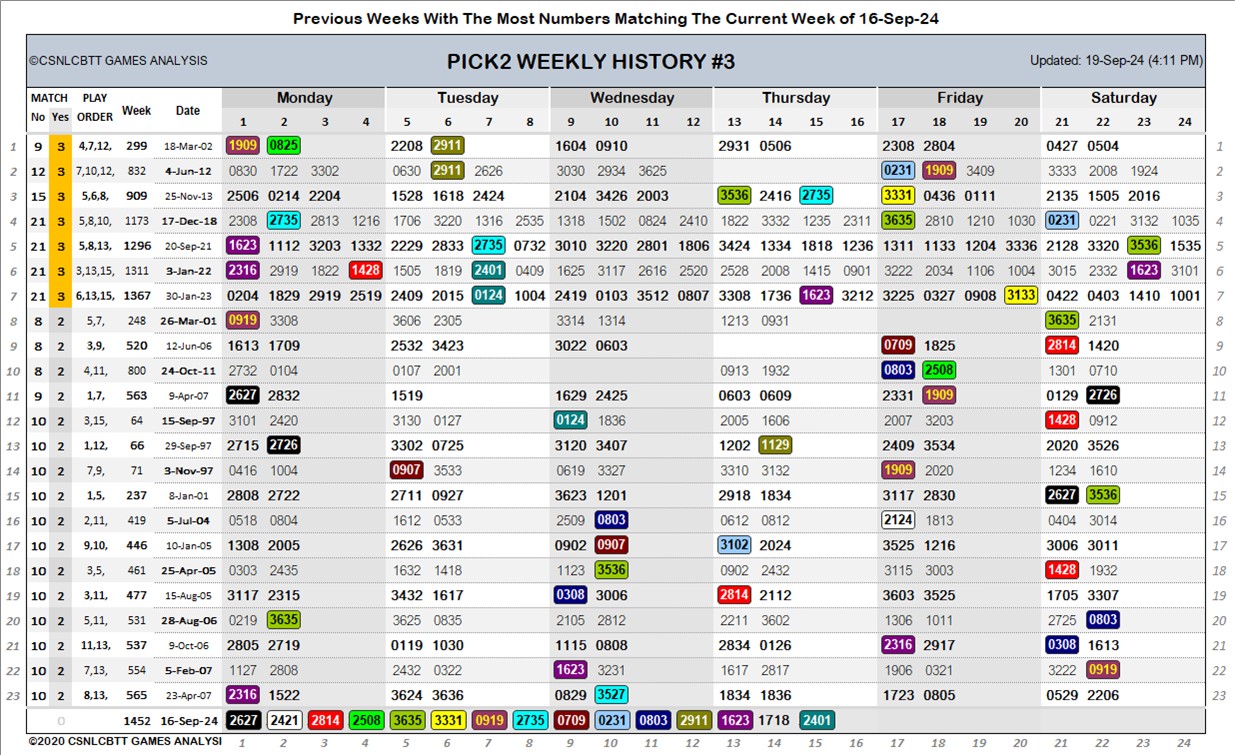 Previous Weeks With The Most Numbers Matching The Current Week of 16-Sep-24
©CSNLCBTT GAMES ANALYSIS PICK2 WEEKLY HISTORY #3 Updated: 19-Sep-24 (4:11 PM)
MATCH PLAY Week Date Monday Tuesday Wednesday Thursday Friday Saturday
No Yes ORDER 1 2 3 4 5 6 7 8 9 10 11 12 13 14 15 16 17 18 19 20 21 22 23 24
1 9 3 4,7,12, 299 18-Mar-02 1909 0825 2208 2911 1604 0910 2931 0506 2308 2804 0427 0504 1
2 12 3 7,10,12, 832 4-Jun-12 0830 1722 3302 0630 2911 2626 3030 2934 3625 0231 1909 3409 3333 2008 1924 2
3 15 3 5,6,8, 909 25-Nov-13 2506 0214 2204 1528 1618 2424 2104 3426 2003 3536 2416 2735 3331 0436 0111 2135 1505 2016 3
4 21 3 5,8,10, 1173 17-Dec-18 2308 2735 2813 1216 1706 3220 1316 2535 1318 1502 0824 2410 1822 3332 1235 2311 3635 2810 1210 1030 0231 0221 3132 1035 4
5 21 3 5,8,13, 1296 20-Sep-21 1623 1112 3203 1332 2229 2833 2735 0732 3010 3220 2801 1806 3424 1334 1818 1236 1311 1133 1204 3336 2128 3320 3536 1535 5
6 21 3 3,13,15, 1311 3-Jan-22 2316 2919 1822 1428 1505 1819 2401 0409 1625 3117 2616 2520 2528 2008 1415 0901 3222 2034 1106 1004 3015 2332 1623 3101 6
7 21 3 6,13,15, 1367 30-Jan-23 0204 1829 2919 2519 2409 2015 0124 1004 2419 0103 3512 0807 3308 1736 1623 3212 3225 0327 0908 3133 0422 0403 1410 1001 7
8 8 2 5,7, 248 26-Mar-01 0919 3308 3606 2305 3314 1314 1213 0931 3635 2131 8
9 8 2 3,9, 520 12-Jun-06 1613 1709 2532 3423 3022 0603 0709 1825 2814 1420 9
10 8 2 4,11, 800 24-Oct-11 2732 0104 0107 2001 0913 1932 0803 2508 1301 0710 10
11 9 2 1,7, 563 9-Apr-07 2627 2832 1519 1629 2425 0603 0609 2331 1909 0129 2726 11
12 10 2 3,15, 64 15-Sep-97 3101 2420 3130 0127 0124 1836 2005 1606 2007 3203 1428 0912 12
13 10 2 1,12, 66 29-Sep-97 2715 2726 3302 0725 3120 3407 1202 1129 2409 3534 2020 3526 13
14 10 2 7,9, 71 3-Nov-97 0416 1004 0907 3533 0619 3327 3310 3132 1909 2020 1234 1610 14
15 10 2 1,5, 237 8-Jan-01 2808 2722 2711 0927 3623 1201 2918 1834 3117 2830 2627 3536 15
16 10 2 2,11, 419 5-Jul-04 0518 0804 1612 0533 2509 0803 0612 0812 2124 1813 0404 3014 16
17 10 2 9,10, 446 10-Jan-05 1308 2005 2626 3631 0902 0907 3102 2024 3525 1216 3006 3011 17
18 10 2 3,5, 461 25-Apr-05 0303 2435 1632 1418 1123 3536 0902 2432 3115 3003 1428 1932 18
19 10 2 3,11, 477 15-Aug-05 3117 2315 3432 1617 0308 3006 2814 2112 3603 3525 1705 3307 19
20 10 2 5,11, 531 28-Aug-06 0219 3635 3625 0835 2105 2812 2211 3602 1306 1011 2725 0803 20
21 10 2 11,13, 537 9-Oct-06 2805 2719 0119 1030 1115 0808 2834 0126 2316 2917 0308 1613 21
22 10 2 7,13, 554 5-Feb-07 1127 2808 2432 0322 1623 3231 1617 2817 1906 0321 3222 0919 22
23 10 2 8,13, 565 23-Apr-07 2316 1522 3624 3636 0829 3527 1834 1836 1723 0805 0529 2206 23
0 1452 16-Sep-24 2627 2421 2814 2508 3635 3331 0919 2735 0709 0231 0803 2911 1623 1718 2401
©2020 CSNLCBTT GAMES ANALYSI 1 2 3 4 5 6 7 8 9 10 11 12 13 14 15 16 17 18 19 20 21 22 23 24